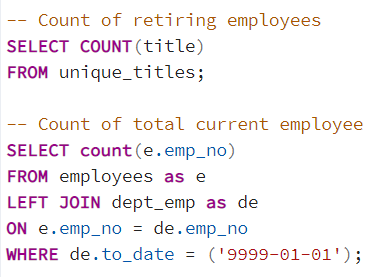 -- Count of retiring employees
SELECT COUNT(title)
FROM unique_titles;
-- Count of total current employee
SELECT count(e.emp_no)
FROM employees as e
LEFT JOIN dept_emp as de
ON e.emp_no = de.emp_no
WHERE de.to_date = ('9999-01-01');